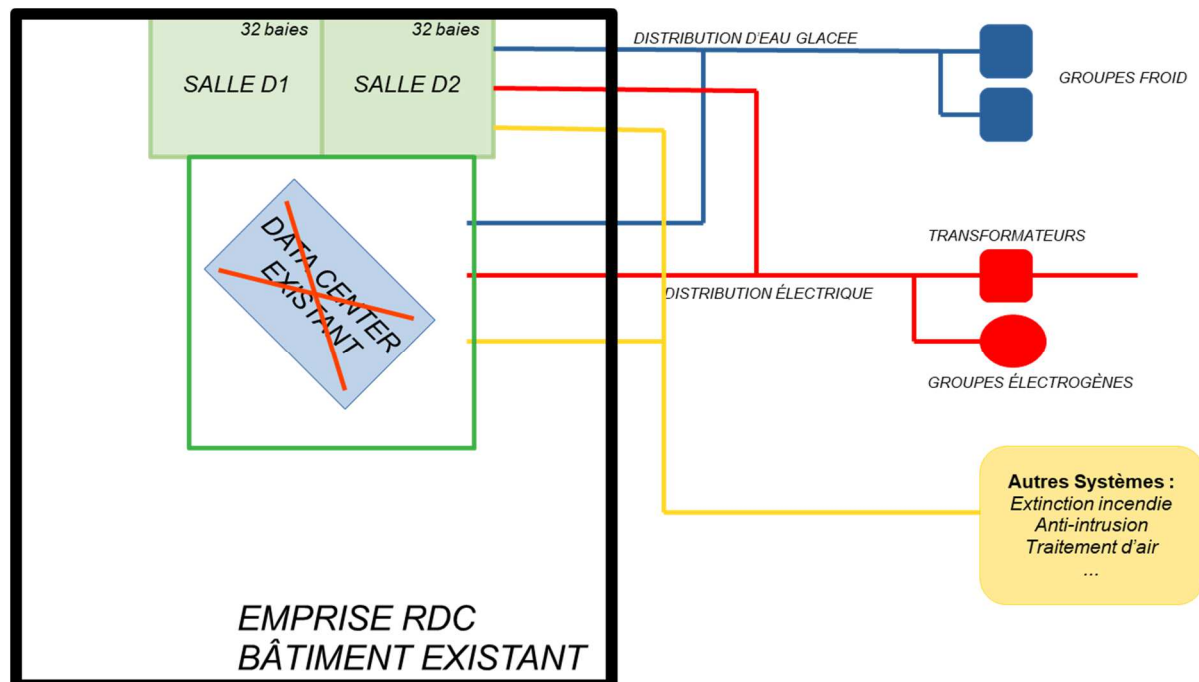 32 baies
32 baies
SALLE D1
SALLE D2
DISTRIBUTION D'EAU GLACEE
GROUPES FROID
DATA CENTER
EXISTANT
TRANSFORMATEURS
DISTRIBUTION ÉLECTRIQUE
GROUPES ÉLECTROGÈNES
Autres Systèmes :
Extinction incendie
Anti-intrusion
Traitement d'air
...
EMPRISE RDC
BÂTIMENT EXISTANT